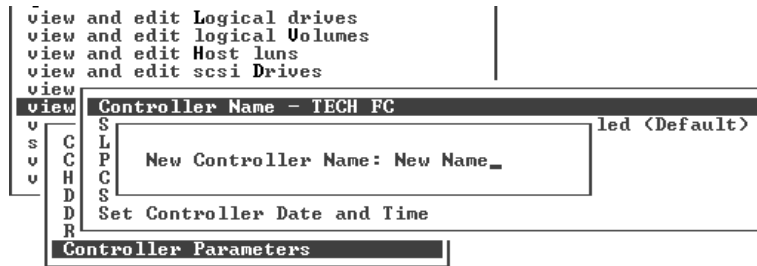 view and edit Logical drives
view and edit logical Volumes
view and edit Host luns
view and edit scsi Drives
view
view Controller Name - TECH FC
v S led (Default)
s C L
v C P New Controller Name: New Name_
v H C
D S
D Set Controller Date and Time
R
Controller Parameters